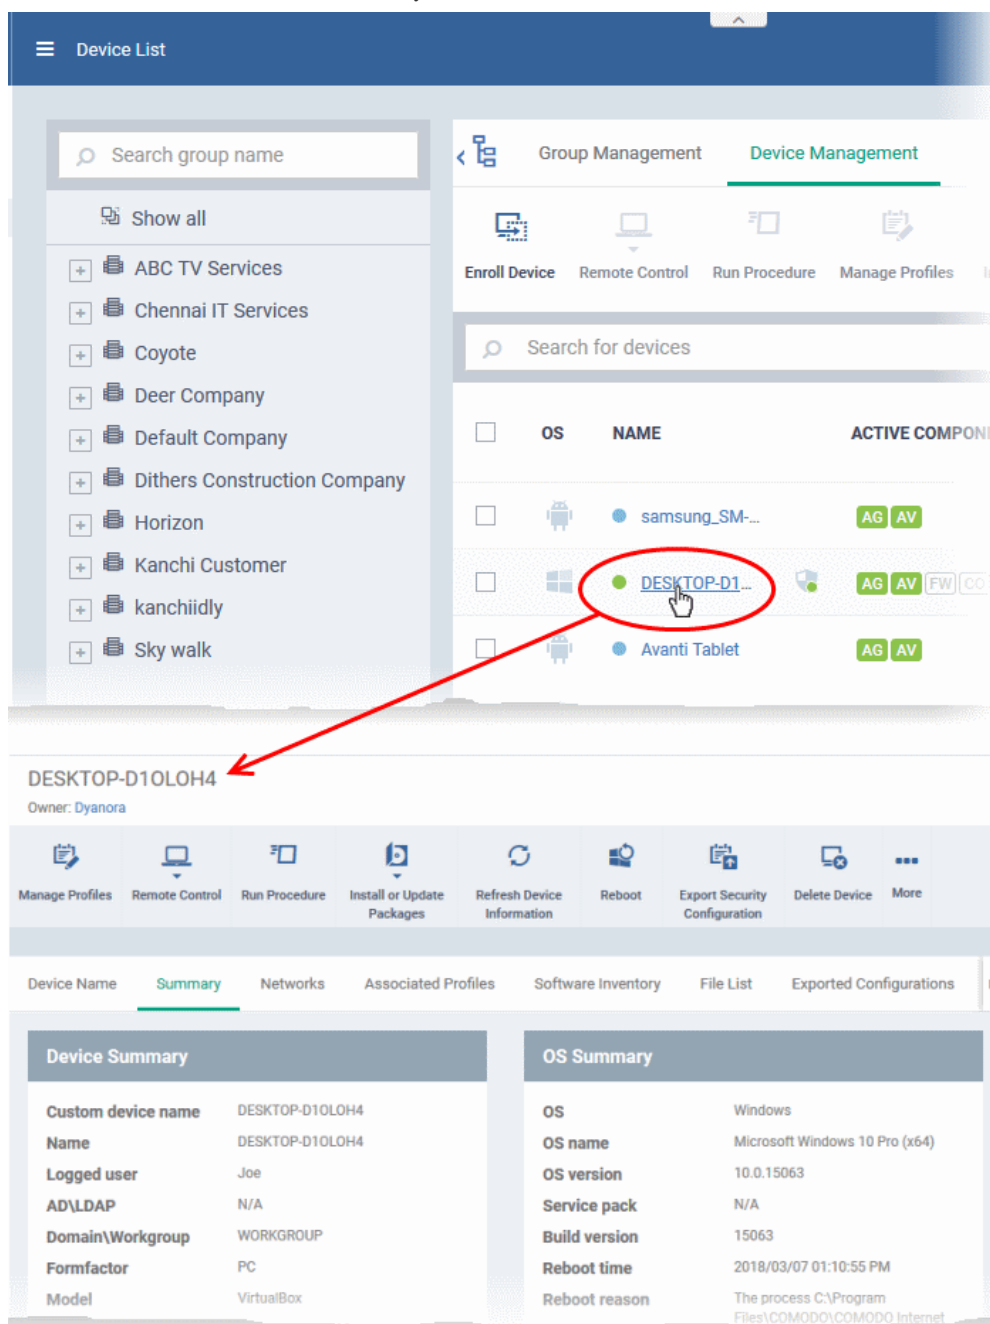 Device List
Search group name
Show all
ABC TV Services
Chennai IT Services
Coyote
Deer Company
Default Company
Dithers Construction Company
Horizon
Kanchi Customer
kanchiidly
Sky walk
Group Management Device Management
Enroll Device Remote Control Run Procedure Manage Profiles
Search for devices
OS NAME ACTIVE COMPON
samsung_SM-... AG AV
DESKTOP-D1... AG AV FW CO
Avanti Tablet AG AV
DESKTOP-D1OLOH4
Owner: Dyanora
Manage Profiles Remote Control Run Procedure Install or Update Packages Refresh Device Information Reboot Export Security Configuration Delete Device More
Device Name Summary Networks Associated Profiles Software Inventory File List Exported Configurations
Device Summary
Custom device name DESKTOP-D1OLOH4
Name DESKTOP-D1OLOH4
Logged user Joe
AD\LDAP N/A
Domain\Workgroup WORKGROUP
Formfactor PC
Model VirtualBox
OS Summary
OS Windows
OS name Microsoft Windows 10 Pro (x64)
OS version 10.0.15063
Service pack N/A
Build version 15063
Reboot time 2018/03/07 01:10:55 PM
Reboot reason The process C:\Program
Files\COMODO\COMODO Internet